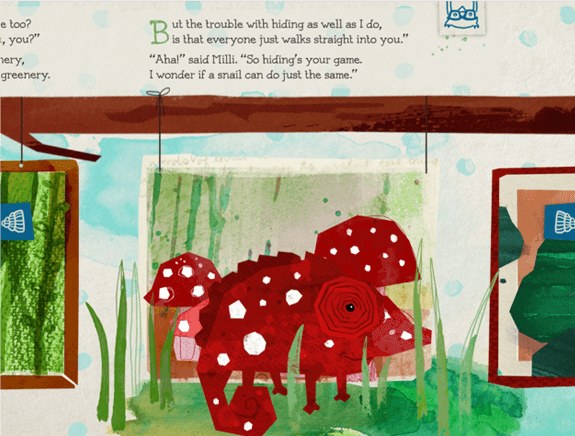 e too?
, you?”
nery,
greenery.
But the trouble with hiding as well as I do,
is that everyone just walks straight into you.”
“Aha!” said Milli. “So hiding’s your game.
I wonder if a snail can do just the same.”